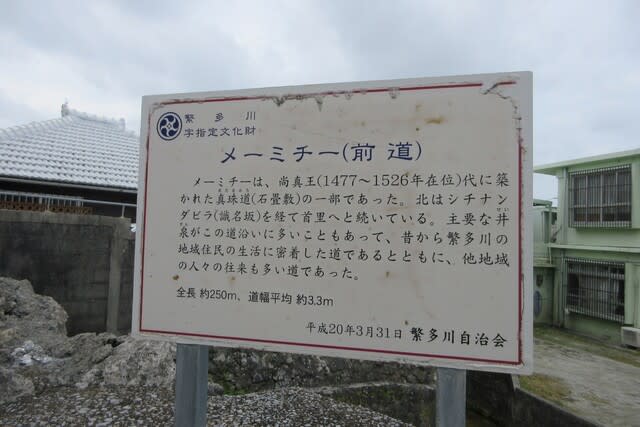 繁多川
字指定文化財
メーミチー(前道)
メーミチーは、尚真王(1477〜1526年在位)代に築
かれた真珠道(石畳敷)の一部であった。北はシチナン
ダビラ(識名坂)を経て首里へと続いている。主要な井
泉がこの道沿いに多いこともあって、昔から繁多川の
地域住民の生活に密着した道であるとともに、他地域
の人々の往来も多い道であった。
全長 約250m、道幅平均 約3.3m
平成20年3月31日 繁多川自治会